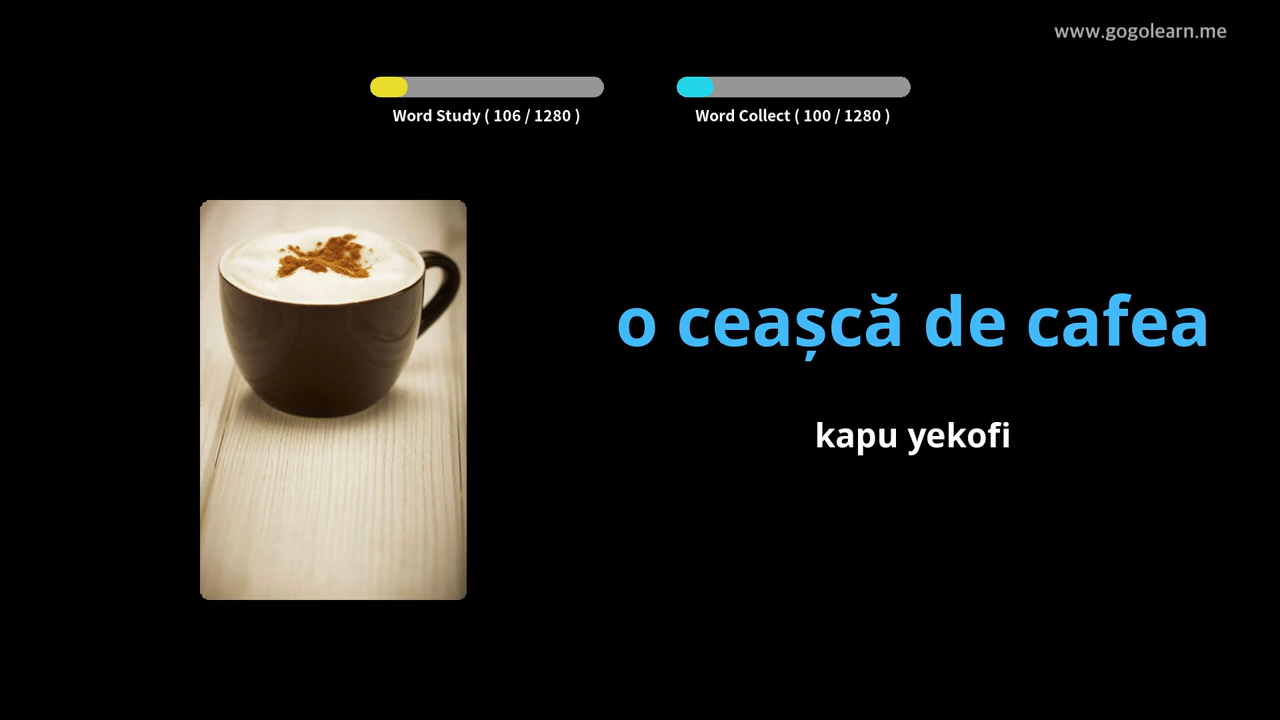 www.gogolearn.me
Word Study ( 106 / 1280 )
Word Collect ( 100 / 1280 )
o ceașcă de cafea
kapu yekofi